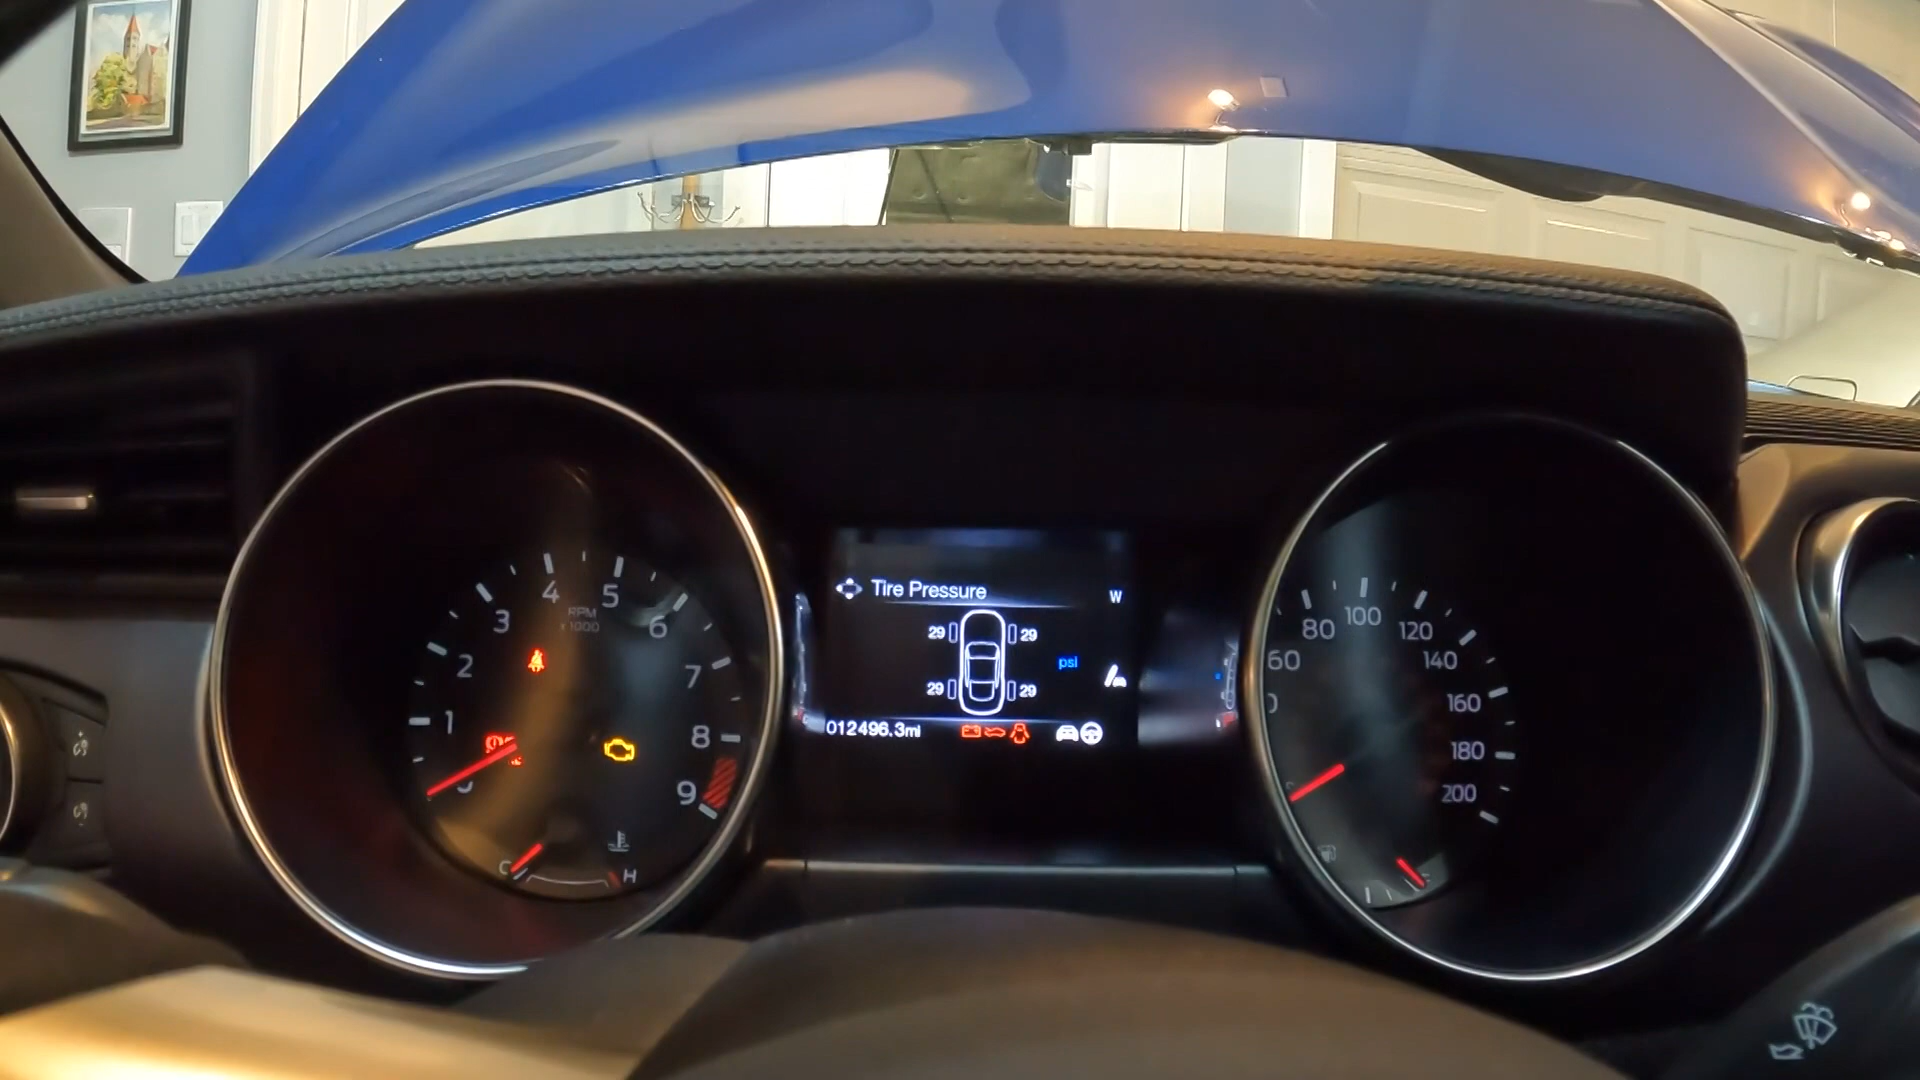 Tire Pressure
W
29 29
psi
29 29
012496.3mi
RPM
x1000
1 2 3 4 5 6 7 8 9
C H
60 80 100 120 140 160 180 200